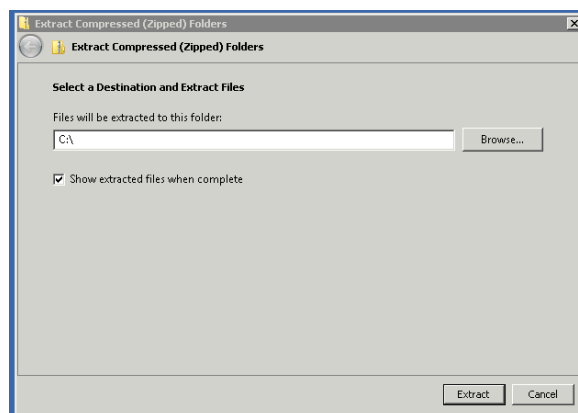 Extract Compressed (Zipped) Folders
Extract Compressed (Zipped) Folders
Select a Destination and Extract Files
Files will be extracted to this folder:
C:\
Browse...
Show extracted files when complete
Extract
Cancel